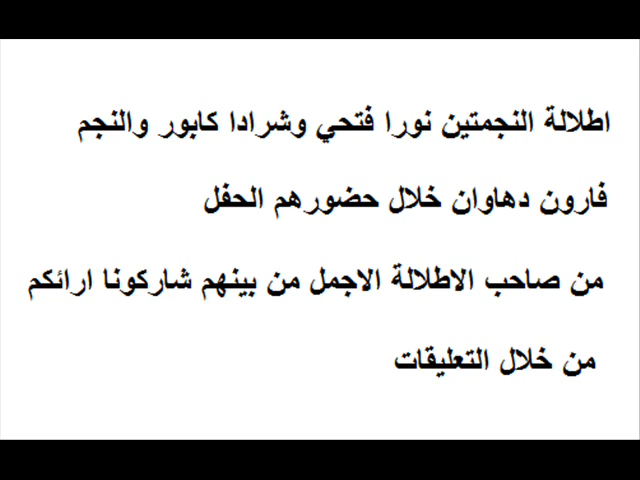 اطلالة النجمتين نورا فتحي وشرادا كابور والنجم
فارون دهاوان خلال حضورهم الحفل
من صاحب الاطلالة الاجمل من بينهم شاركونا ارائكم
من خلال التعليقات